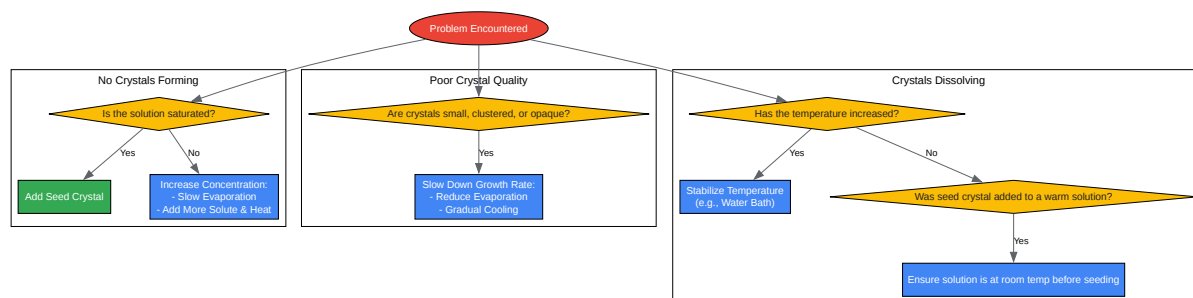 Problem Encountered
No Crystals Forming
Is the solution saturated?
Yes
No
Add Seed Crystal
Increase Concentration:
- Slow Evaporation
- Add More Solute & Heat
Poor Crystal Quality
Are crystals small, clustered, or opaque?
Yes
Slow Down Growth Rate:
- Reduce Evaporation
- Gradual Cooling
Crystals Dissolving
Has the temperature increased?
Yes
No
Stabilize Temperature
(e.g., Water Bath)
Was seed crystal added to a warm solution?
Yes
Ensure solution is at room temp before seeding